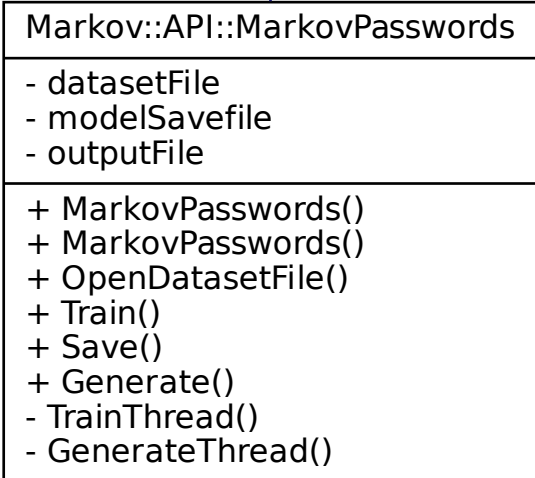 Markov::API::MarkovPasswords
- datasetFile
- modelSavefile
- outputFile
+ MarkovPasswords()
+ MarkovPasswords()
+ OpenDatasetFile()
+ Train()
+ Save()
+ Generate()
- TrainThread()
- GenerateThread()